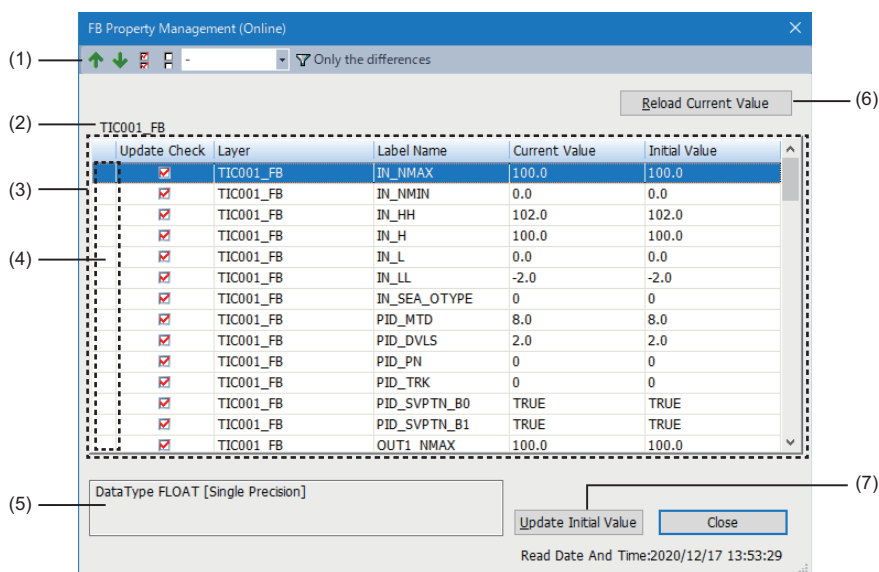 FB Property Management (Online)
(1) - Only the differences
Reload Current Value (6)
(2) TIC001_FB
Update Check Layer Label Name Current Value Initial Value
TIC001_FB IN_NMAX 100.0 100.0
(3) TIC001_FB IN_NMIN 0.0 0.0
TIC001_FB IN_HH 102.0 102.0
TIC001_FB IN_H 100.0 100.0
(4) TIC001_FB IN_L 0.0 0.0
TIC001_FB IN_LL -2.0 -2.0
TIC001_FB IN_SEA_OTYPE 0 0
TIC001_FB PID_MTD 8.0 8.0
TIC001_FB PID_DVLS 2.0 2.0
TIC001_FB PID_PN 0 0
TIC001_FB PID_TRK 0 0
TIC001_FB PID_SVPTN_B0 TRUE TRUE
TIC001_FB PID_SVPTN_B1 TRUE TRUE
TIC001_FB OUT1_NMAX 100.0 100.0
(7)
DataType FLOAT [Single Precision]
(5)
Update Initial Value Close
Read Date And Time:2020/12/17 13:53:29